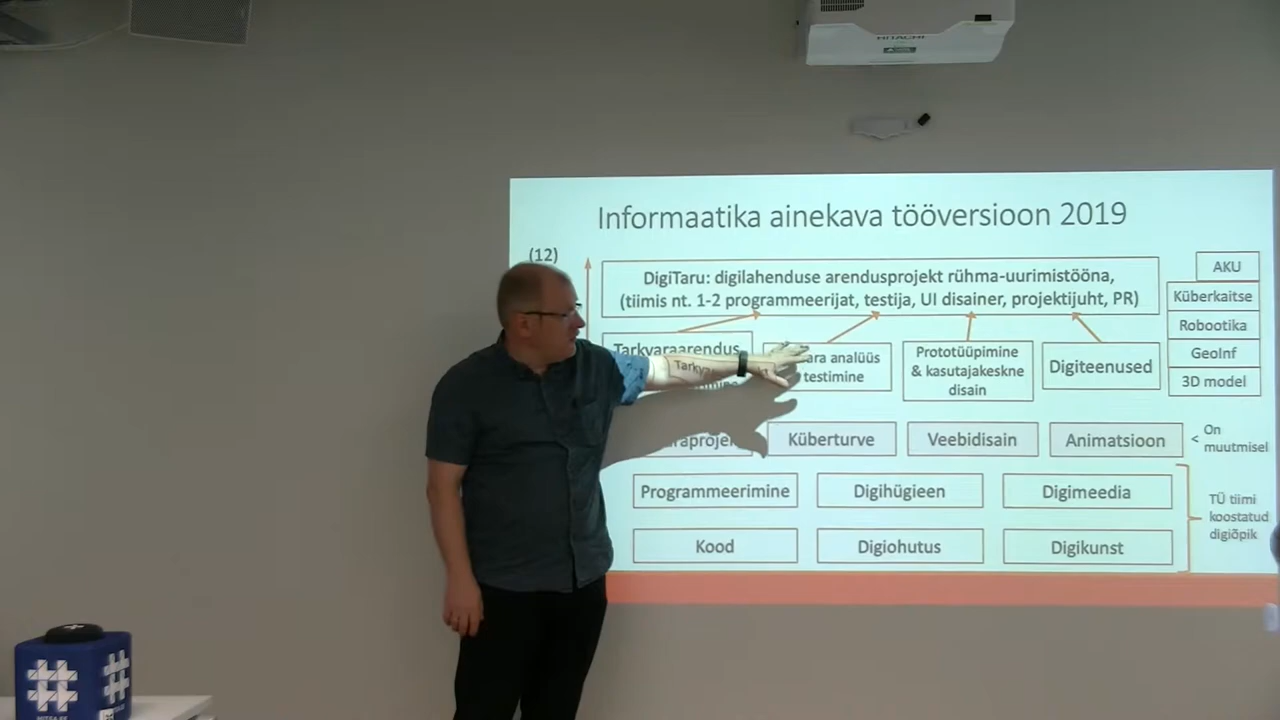 HITACHI
Informaatika ainekava tööversioon 2019
(12)
DigiTaru: digilahenduse arendusprojekt rühma-uurimistööna,
(tiimis nt. 1-2 programmeerijat, testija, UI disainer, projektijuht, PR)
AKU
Küberkaitse
Robootika
GeoInf
3D model
Tarkvaraarendus
analüüs
testimine
Prototüüpimine
& kasutajakeskne
disain
Digiteenused
Küberturve
Veebidisain
Animatsioon
< On
muutmisel
Programmeerimine
Digihügieen
Digimeedia
TÜ tiimi
koostatud
digiõpik
Kood
Digiohutus
Digikunst